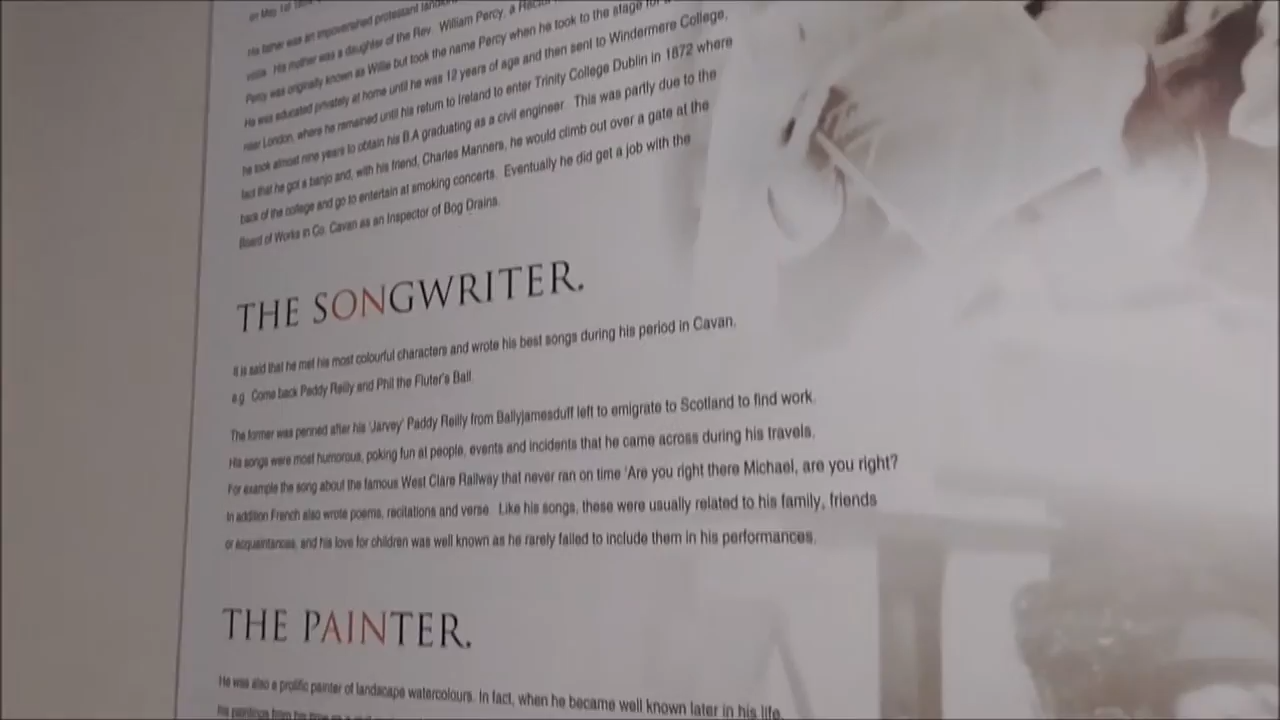 on May 1st
His father was an impoverished protestant
His mother was a daughter of the Rev. William Percy, a
Percy was originally known as Willie but took the name Percy when he took to the stage for
He was educated privately at home until he was 12 years of age and then sent to Windermere College,
near London, where he remained until his return to Ireland to enter Trinity College Dublin in 1872 where
he took almost nine years to obtain his B.A graduating as a civil engineer. This was partly due to the
fact that he got a banjo and, with his friend, Charles Manners, he would climb out over a gate at the
back of the college and go to entertain at smoking concerts. Eventually he did get a job with the
Board of Works in Co. Cavan as an Inspector of Bog Drains.
THE SONGWRITER.
It is said that he met his most colourful characters and wrote his best songs during his period in Cavan,
e.g. Come back Paddy Reilly and Phil the Fluter's Ball.
The former was penned after his 'Jarvey' Paddy Reilly from Ballyjamesduff left to emigrate to Scotland to find work.
His songs were most humorous, poking fun at people, events and incidents that he came across during his travels.
For example the song about the famous West Clare Railway that never ran on time 'Are you right there Michael, are you right?
In addition French also wrote poems, recitations and verse. Like his songs, these were usually related to his family, friends
or acquaintances, and his love for children was well known as he rarely failed to include them in his performances.
THE PAINTER.
He was also a prolific painter of landscape watercolours. In fact, when he became well known later in his life,
his paintings from his time as a